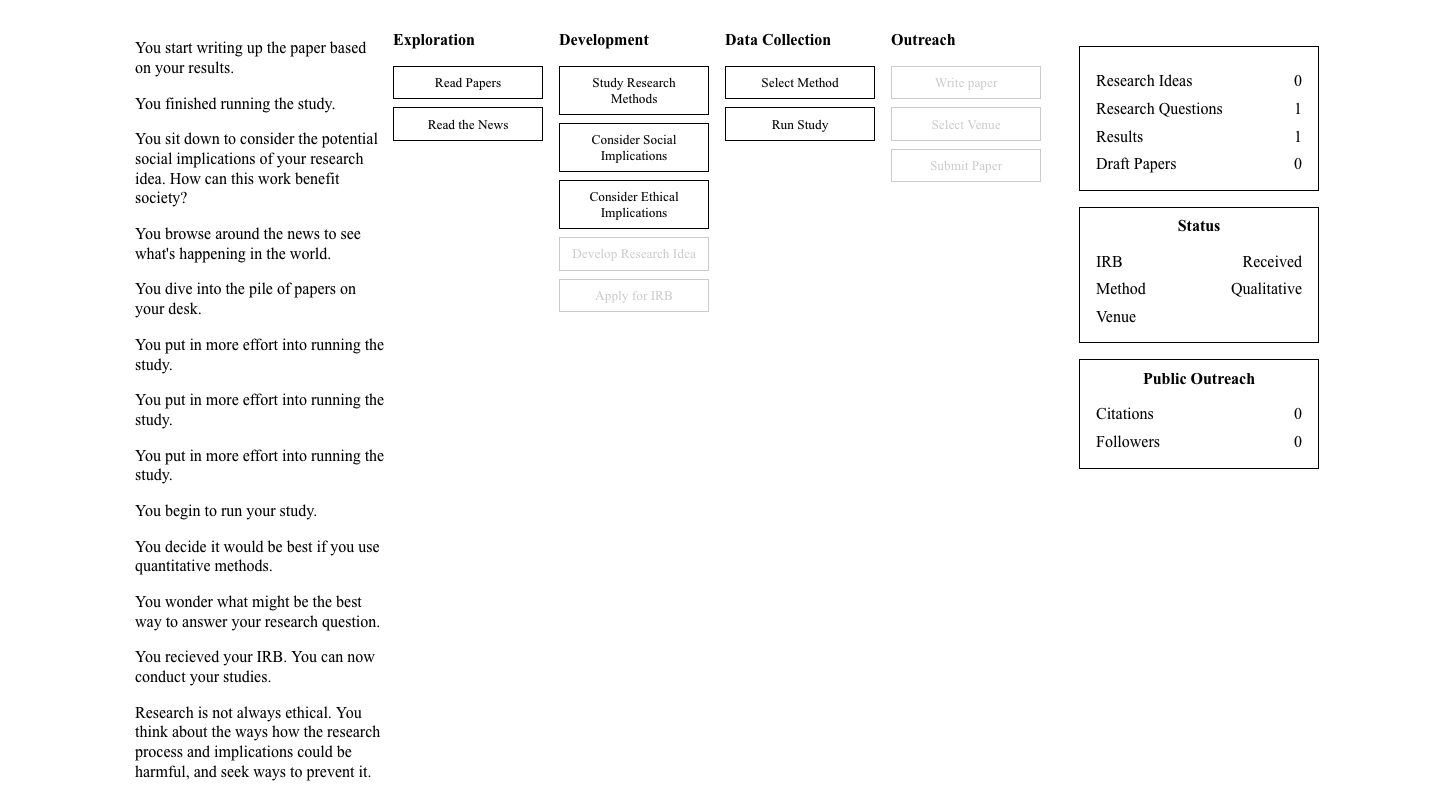 You start writing up the paper based
on your results.
You finished running the study.
You sit down to consider the potential
social implications of your research
idea. How can this work benefit
society?
You browse around the news to see
what's happening in the world.
You dive into the pile of papers on
your desk.
You put in more effort into running the
study.
You put in more effort into running the
study.
You put in more effort into running the
study.
You begin to run your study.
You decide it would be best if you use
quantitative methods.
You wonder what might be the best
way to answer your research question.
You recieved your IRB. You can now
conduct your studies.
Research is not always ethical. You
think about the ways how the research
process and implications could be
harmful, and seek ways to prevent it.
Exploration
Read Papers
Read the News
Development
Study Research
Methods
Consider Social
Implications
Consider Ethical
Implications
Develop Research Idea
Apply for IRB
Data Collection
Select Method
Run Study
Outreach
Write paper
Select Venue
Submit Paper
Research Ideas 0
Research Questions 1
Results 1
Draft Papers 0
Status
IRB Received
Method Qualitative
Venue
Public Outreach
Citations 0
Followers 0